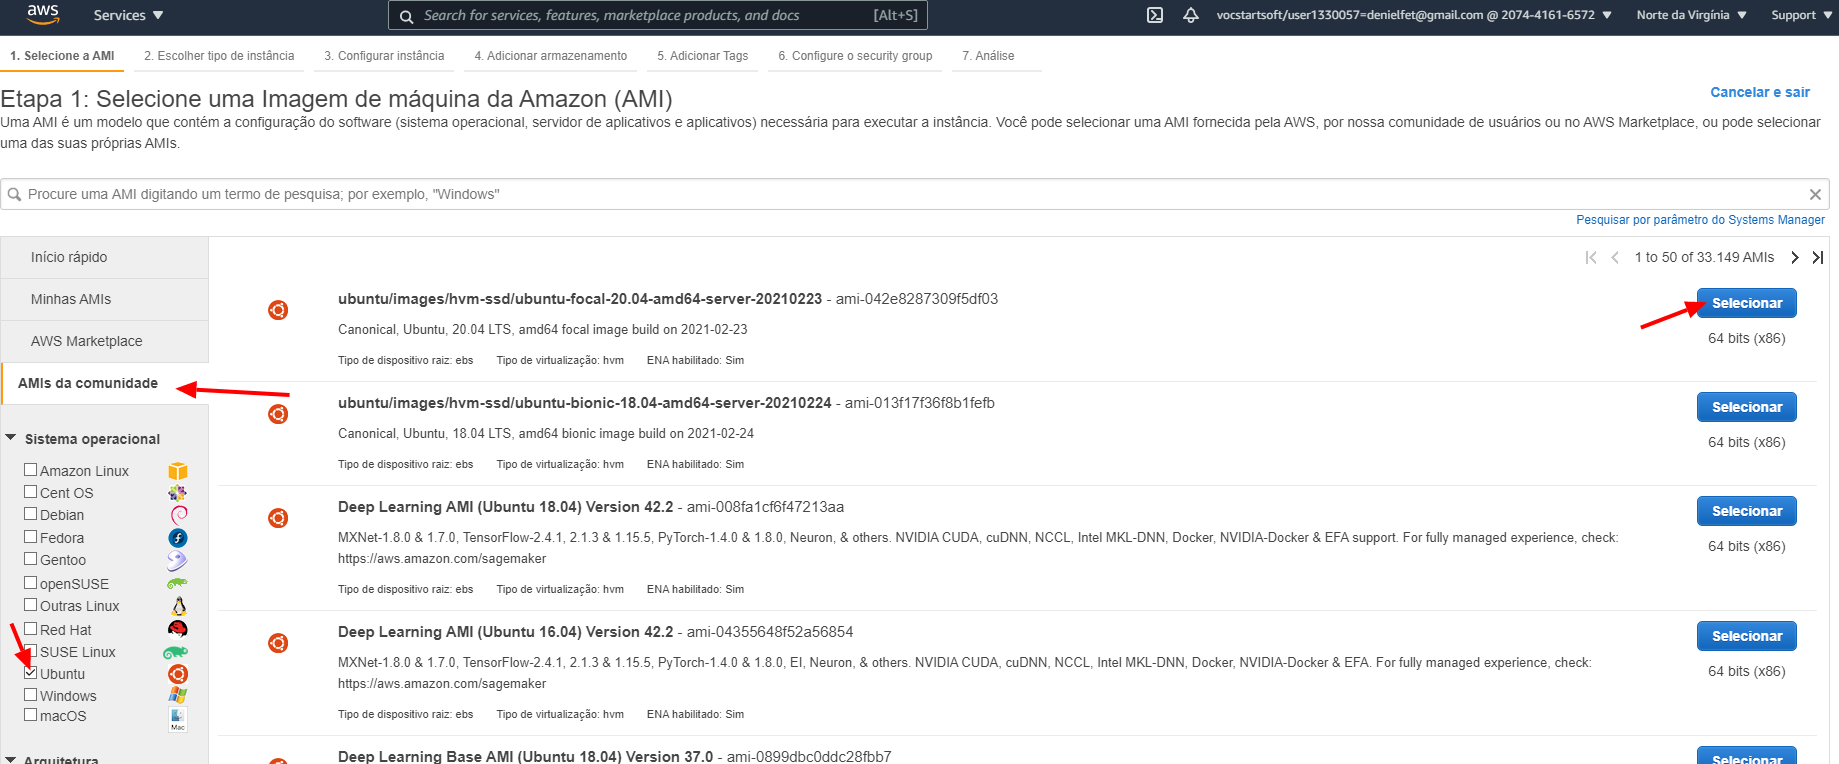 aws
Services
Search for services, features, marketplace products, and docs
[Alt+S]
vocstartsoft/user1330057=denielfet@gmail.com @ 2074-4161-6572
Norte da Virgínia
Support
1. Selecione a AMI
2. Escolher tipo de instância
3. Configurar instância
4. Adicionar armazenamento
5. Adicionar Tags
6. Configure o security group
7. Análise
Etapa 1: Selecione uma Imagem de máquina da Amazon (AMI)
Cancelar e sair
Uma AMI é um modelo que contém a configuração do software (sistema operacional, servidor de aplicativos e aplicativos) necessária para executar a instância. Você pode selecionar uma AMI fornecida pela AWS, por nossa comunidade de usuários ou no AWS Marketplace, ou pode selecionar
uma das suas próprias AMIs.
Procure uma AMI digitando um termo de pesquisa; por exemplo, "Windows"
Pesquisar por parâmetro do Systems Manager
Início rápido
Minhas AMIs
AWS Marketplace
AMIs da comunidade
Sistema operacional
Amazon Linux
Cent OS
Debian
Fedora
Gentoo
openSUSE
Outras Linux
Red Hat
SUSE Linux
Ubuntu
Windows
macOS
Mac
Arquitetura
1 to 50 of 33.149 AMIs
ubuntu/images/hvm-ssd/ubuntu-focal-20.04-amd64-server-20210223 - ami-042e8287309f5df03
Selecionar
Canonical, Ubuntu, 20.04 LTS, amd64 focal image build on 2021-02-23
64 bits (x86)
Tipo de dispositivo raiz: ebs Tipo de virtualização: hvm ENA habilitado: Sim
ubuntu/images/hvm-ssd/ubuntu-bionic-18.04-amd64-server-20210224 - ami-013f17f36f8b1fefb
Selecionar
Canonical, Ubuntu, 18.04 LTS, amd64 bionic image build on 2021-02-24
64 bits (x86)
Tipo de dispositivo raiz: ebs Tipo de virtualização: hvm ENA habilitado: Sim
Deep Learning AMI (Ubuntu 18.04) Version 42.2 - ami-008fa1cf6f47213aa
Selecionar
MXNet-1.8.0 & 1.7.0, TensorFlow-2.4.1, 2.1.3 & 1.15.5, PyTorch-1.4.0 & 1.8.0, Neuron, & others. NVIDIA CUDA, cuDNN, NCCL, Intel MKL-DNN, Docker, NVIDIA-Docker & EFA support. For fully managed experience, check:
https://aws.amazon.com/sagemaker
64 bits (x86)
Tipo de dispositivo raiz: ebs Tipo de virtualização: hvm ENA habilitado: Sim
Deep Learning AMI (Ubuntu 16.04) Version 42.2 - ami-04355648f52a56854
Selecionar
MXNet-1.8.0 & 1.7.0, TensorFlow-2.4.1, 2.1.3 & 1.15.5, PyTorch-1.4.0 & 1.8.0, EI, Neuron, & others. NVIDIA CUDA, cuDNN, NCCL, Intel MKL-DNN, Docker, NVIDIA-Docker & EFA. For fully managed experience, check:
https://aws.amazon.com/sagemaker
64 bits (x86)
Tipo de dispositivo raiz: ebs Tipo de virtualização: hvm ENA habilitado: Sim
Deep Learning Base AMI (Ubuntu 18.04) Version 37.0 - ami-0899dbc0ddc28fbb7
Selecionar